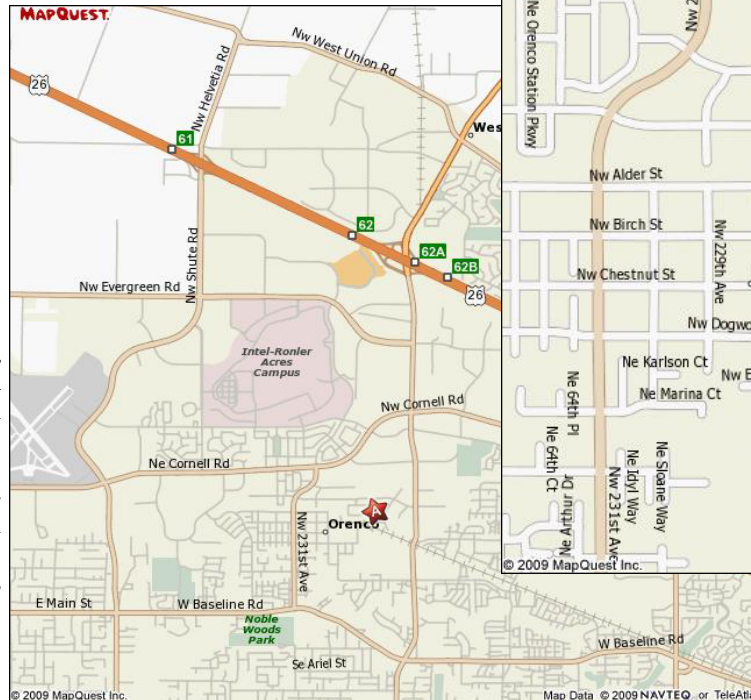 MAPQUEST.
Nw West Union Rd
Nw Helvetia Rd
26
61
Wes
62
62A
62B
26
Nw Shute Rd
Nw Evergreen Rd
Intel-Ronler
Acres
Campus
Nw Cornell Rd
Ne Cornell Rd
A
Orenco
Nw 231st Ave
E Main St
W Baseline Rd
Noble
Woods
Park
Se Ariel St
W Baseline Rd
© 2009 MapQuest Inc.
Map Data © 2009 NAVTEQ or TeleAtl
Ne Orenco Station Pkwy
Nw 2
Nw Alder St
Nw Birch St
Nw 229th Ave
Nw Chestnut St
Nw Dogwo
Ne Karlson Ct
Nw E
Ne Marina Ct
Ne 64th Pl
Ne 64th Ct
Ne Arthur Dr
Nw 231st Ave
Ne Idyl Way
Ne Sloane Way
© 2009 MapQuest Inc.